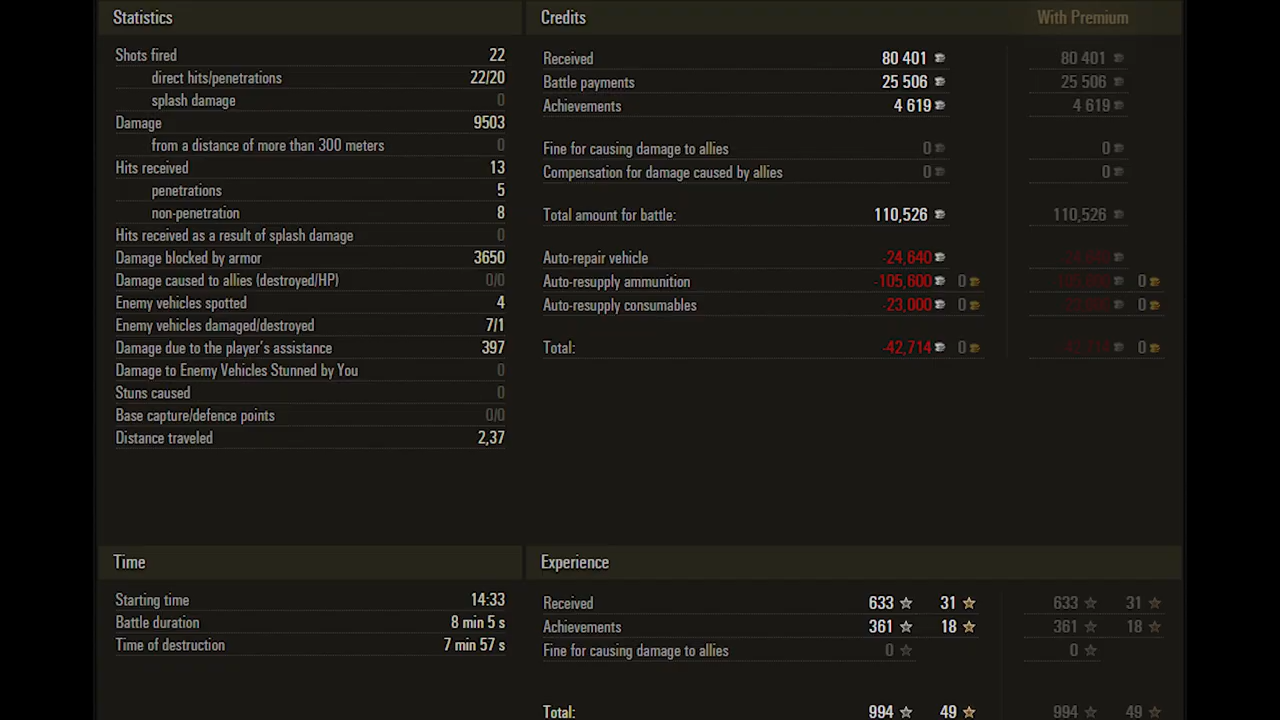 Statistics
Shots fired 22
direct hits/penetrations 22/20
splash damage 0
Damage 9503
from a distance of more than 300 meters 0
Hits received 13
penetrations 5
non-penetration 8
Hits received as a result of splash damage 0
Damage blocked by armor 3650
Damage caused to allies (destroyed/HP) 0/0
Enemy vehicles spotted 4
Enemy vehicles damaged/destroyed 7/1
Damage due to the player's assistance 397
Damage to Enemy Vehicles Stunned by You 0
Stuns caused 0
Base capture/defence points 0/0
Distance traveled 2,37
Credits With Premium
Received 80 401 80 401
Battle payments 25 506 25 506
Achievements 4 619 4 619
Fine for causing damage to allies 0 0
Compensation for damage caused by allies 0 0
Total amount for battle: 110,526 110,526
Auto-repair vehicle -24,640 -24,640
Auto-resupply ammunition -105,600 0 0
Auto-resupply consumables -23,000 0 0
Total: -42,714 0 -42,714 0
Time
Starting time 14:33
Battle duration 8 min 5 s
Time of destruction 7 min 57 s
Experience
Received 633 31 633 31
Achievements 361 18 361 18
Fine for causing damage to allies 0 0
Total: 994 49 994 49